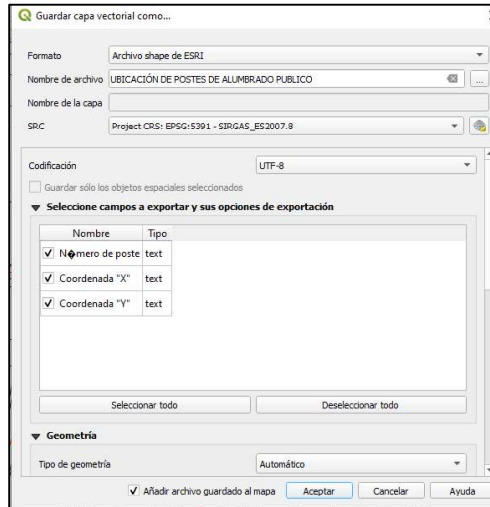 Guardar capa vectorial como...
Formato Archivo shape de ESRI
Nombre de archivo UBICACIÓN DE POSTES DE ALUMBRADO PUBLICO ...
Nombre de la capa
SRC Project CRS: EPSG:5391 - SIRGAS_ES2007.8
Codificación UTF-8
Guardar sólo los objetos espaciales seleccionados
Seleccione campos a exportar y sus opciones de exportación
Nombre Tipo
N�mero de poste text
Coordenada "X" text
Coordenada "Y" text
Seleccionar todo Deseleccionar todo
Geometría
Tipo de geometría Automático
Añadir archivo guardado al mapa Aceptar Cancelar Ayuda